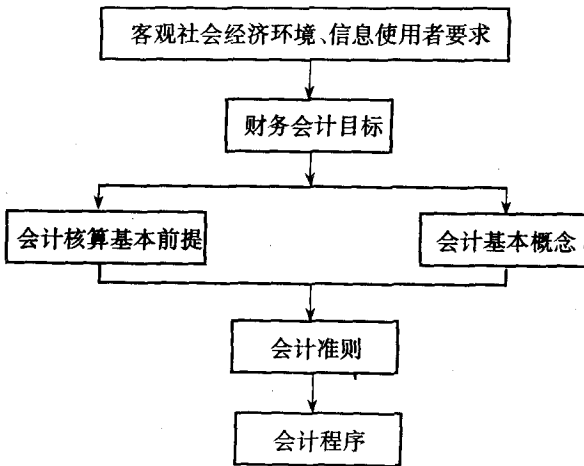 客观社会经济环境、信息使用者要求
财务会计目标
会计核算基本前提
会计基本概念
会计准则
会计程序